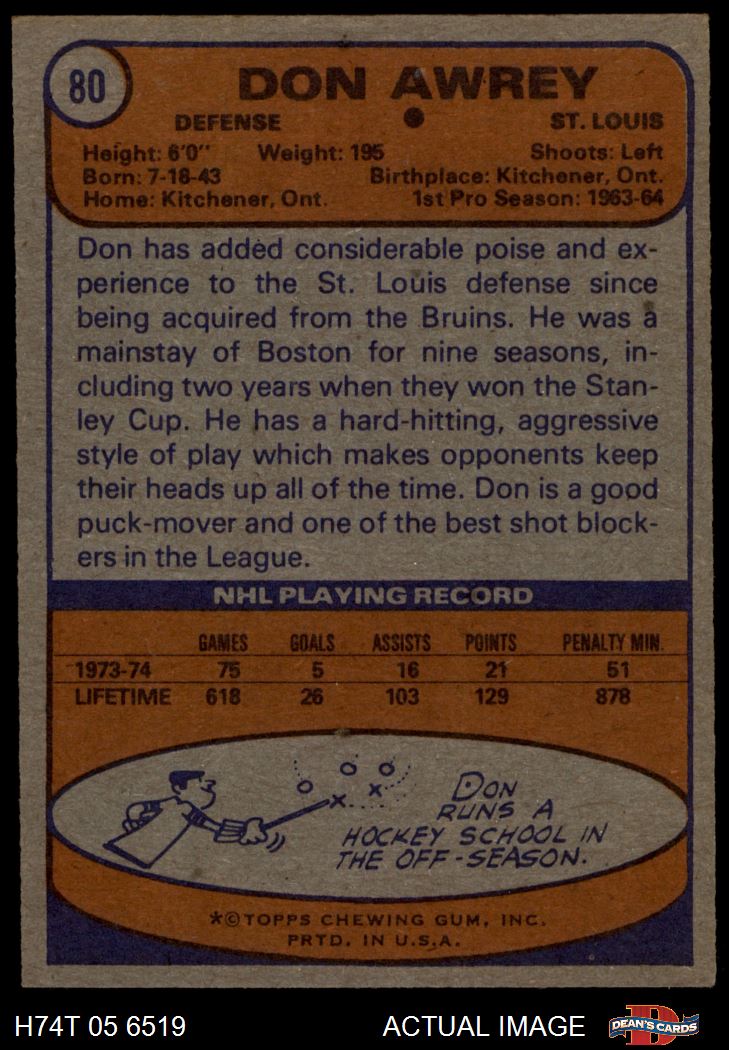 80
DON AWREY
DEFENSE ST. LOUIS
Height: 6'0" Weight: 195 Shoots: Left
Born: 7-18-43 Birthplace: Kitchener, Ont.
Home: Kitchener, Ont. 1st Pro Season: 1963-64
Don has added considerable poise and ex-
perience to the St. Louis defense since
being acquired from the Bruins. He was a
mainstay of Boston for nine seasons, in-
cluding two years when they won the Stan-
ley Cup. He has a hard-hitting, aggressive
style of play which makes opponents keep
their heads up all of the time. Don is a good
puck-mover and one of the best shot block-
ers in the League.
NHL PLAYING RECORD
GAMES GOALS ASSISTS POINTS PENALTY MIN.
1973-74 75 5 16 21 51
LIFETIME 618 26 103 129 878
DON
RUNS A
HOCKEY SCHOOL IN
THE OFF-SEASON.
*©TOPPS CHEWING GUM, INC.
PRTD. IN U.S.A.
H74T 05 6519 ACTUAL IMAGE D DEAN'S CARDS